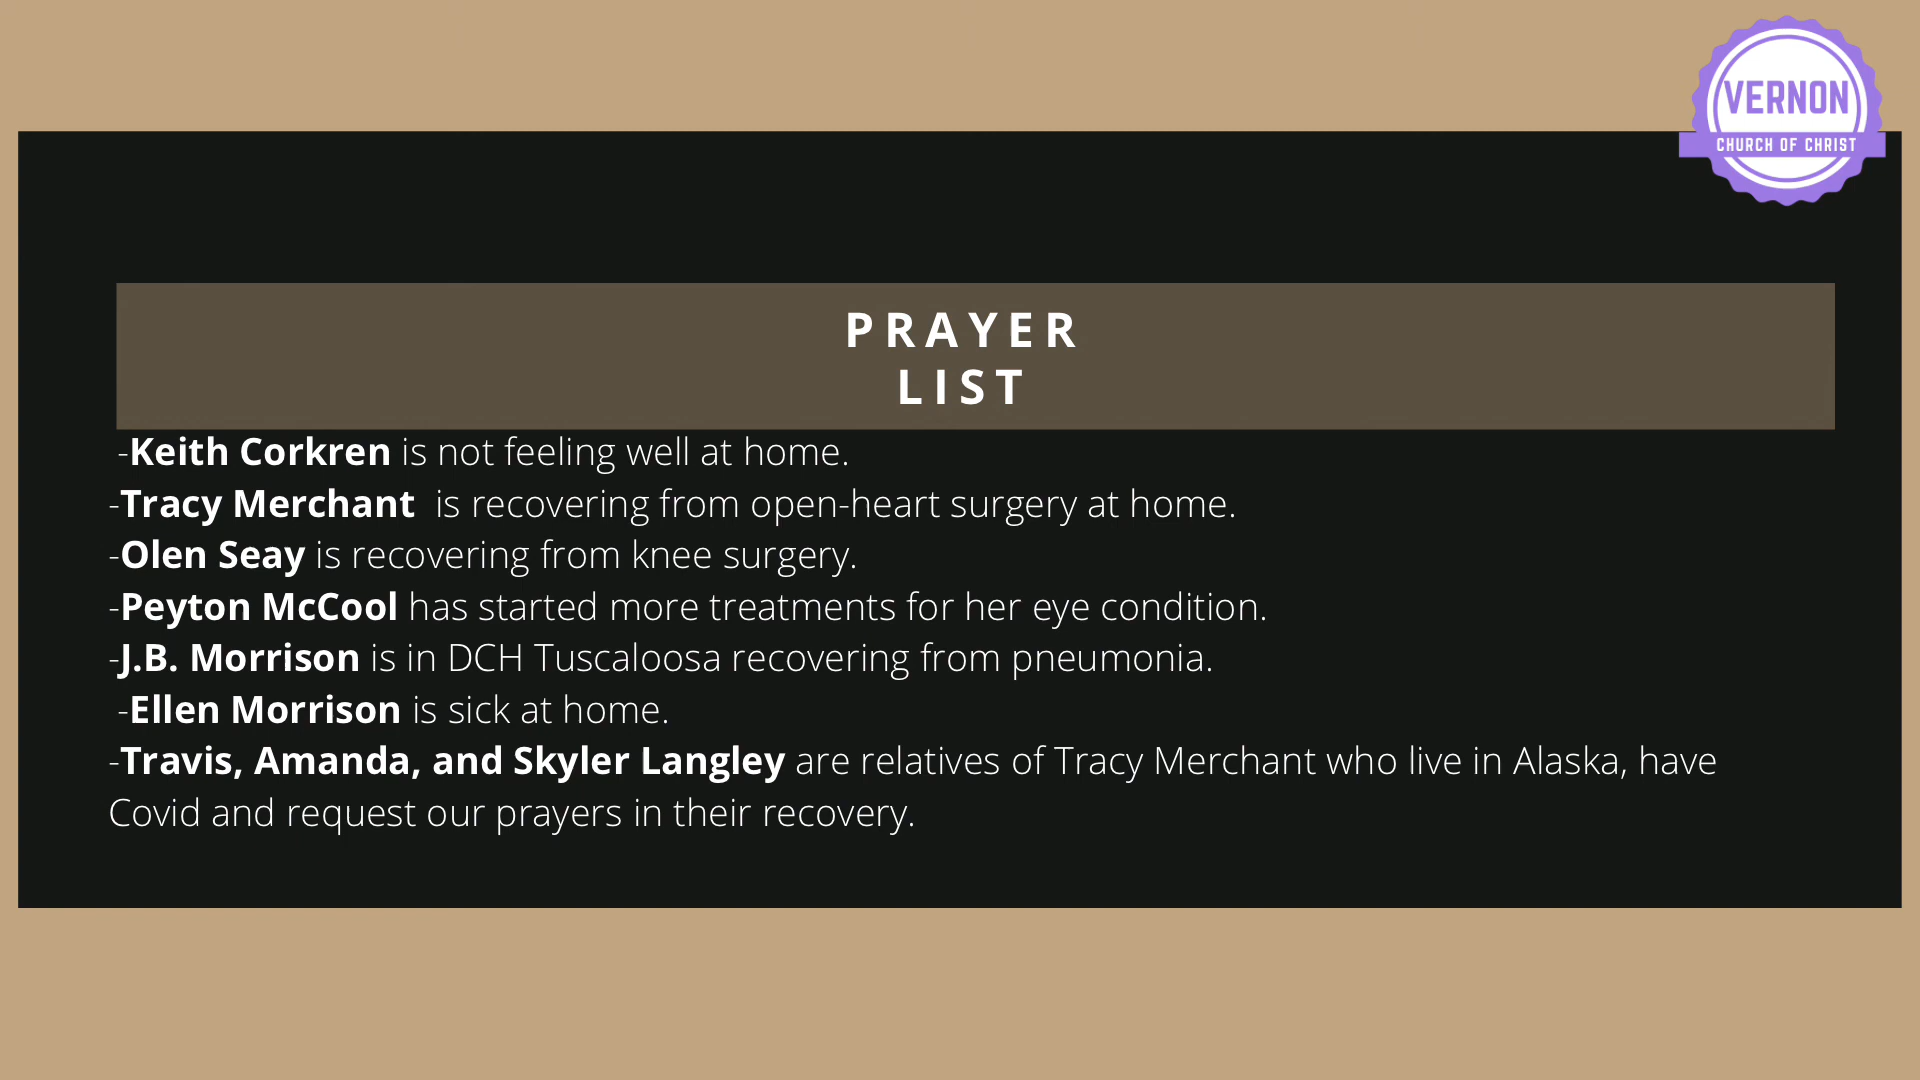 VERNON
CHURCH OF CHRIST
PRAYER
LIST
-Keith Corkren is not feeling well at home.
-Tracy Merchant  is recovering from open-heart surgery at home.
-Olen Seay is recovering from knee surgery.
-Peyton McCool has started more treatments for her eye condition.
-J.B. Morrison is in DCH Tuscaloosa recovering from pneumonia.
-Ellen Morrison is sick at home.
-Travis, Amanda, and Skyler Langley are relatives of Tracy Merchant who live in Alaska, have
Covid and request our prayers in their recovery.